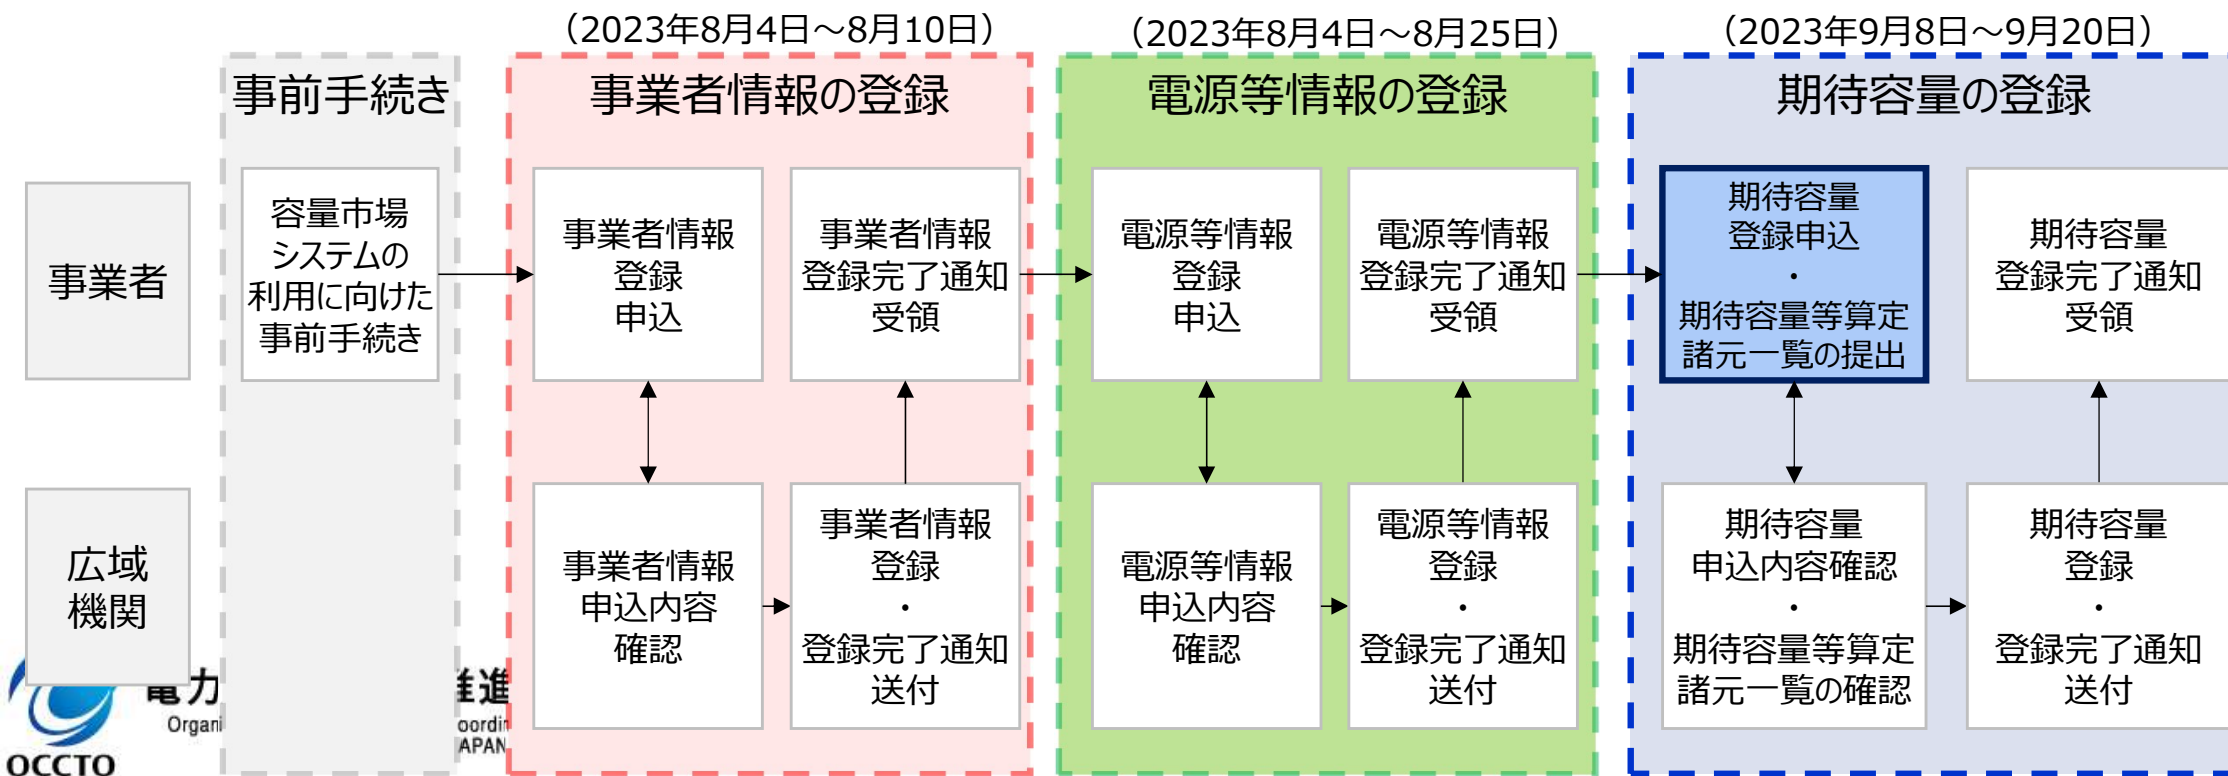 （2023年8月4日～8月10日）
（2023年8月4日～8月25日）
（2023年9月8日～9月20日）
事前手続き
事業者情報の登録
電源等情報の登録
期待容量の登録
事業者
容量市場
システムの
利用に向けた
事前手続き
事業者情報
登録
申込
事業者情報
登録完了通知
受領
電源等情報
登録
申込
電源等情報
登録完了通知
受領
期待容量
登録申込
・
期待容量等算定
諸元一覧の提出
期待容量
登録完了通知
受領
広域
機関
事業者情報
申込内容
確認
事業者情報
登録
・
登録完了通知
送付
電源等情報
申込内容
確認
電源等情報
登録
・
登録完了通知
送付
期待容量
申込内容確認
・
期待容量等算定
諸元一覧の確認
期待容量
登録
・
登録完了通知
送付
電力
推進
Organi
oordin
APAN
OCCTO